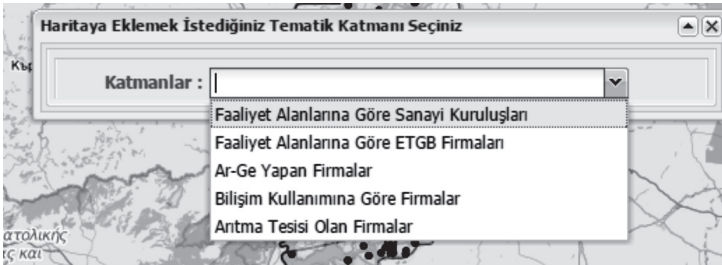 Haritaya Eklemek İstediğiniz Tematik Katmanı Seçiniz
Katmanlar :
Faaliyet Alanlarına Göre Sanayi Kuruluşları
Faaliyet Alanlarına Göre ETGB Firmaları
Ar-Ge Yapan Firmalar
Bilişim Kullanımına Göre Firmalar
Arıtma Tesisi Olan Firmalar
ς και